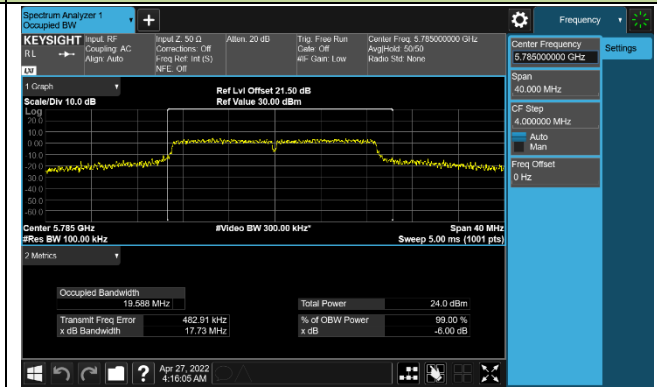 Spectrum Analyzer 1
Occupied BW
+
Frequency
KEYSIGHT
RL
LXI
Input: RF
Coupling: AC
Align: Auto
Input Z: 50 Ω
Corrections: Off
Freq Ref: Int (S)
NFE: Off
Atten: 20 dB
Trig: Free Run
Gate: Off
#IF Gain: Low
Center Freq: 5.785000000 GHz
Avg|Hold: 50/50
Radio Std: None
1 Graph
Scale/Div 10.0 dB
Ref Lvl Offset 21.50 dB
Ref Value 30.00 dBm
Log
20.0
10.0
0.00
-10.0
-20.0
-30.0
-40.0
-50.0
-60.0
Center 5.785 GHz
#Res BW 100.00 kHz
#Video BW 300.00 kHz*
Span 40 MHz
Sweep 5.00 ms (1001 pts)
2 Metrics
Occupied Bandwidth
19.588 MHz
Transmit Freq Error 482.91 kHz
x dB Bandwidth 17.73 MHz
Total Power 24.0 dBm
% of OBW Power 99.00 %
x dB -6.00 dB
Center Frequency
5.785000000 GHz
Span
40.000 MHz
CF Step
4.000000 MHz
Auto
Man
Freq Offset
0 Hz
Settings
?
Apr 27, 2022
4:16:05 AM